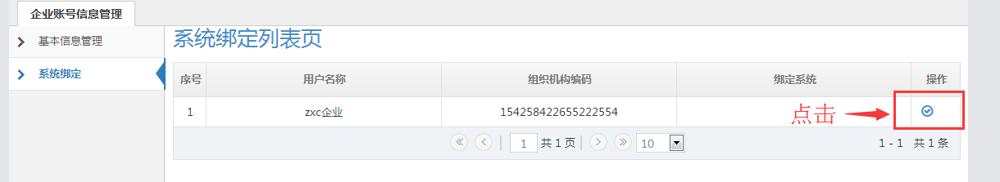 企业账号信息管理
基本信息管理
系统绑定
系统绑定列表页
序号 用户名称 组织机构编码 绑定系统 操作
1 zxc企业 154258422655222554
点击
1 共 1 页 10 1 - 1 共 1 条